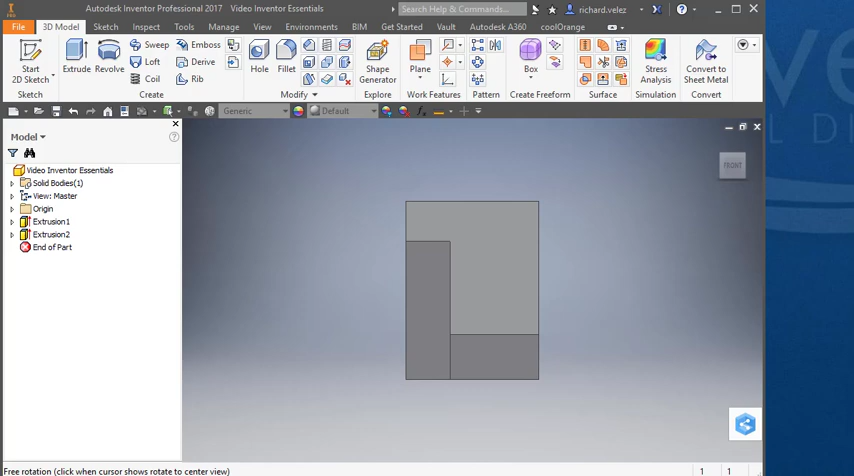 Autodesk Inventor Professional 2017 Video Inventor Essentials
Search Help & Commands...
richard.velez
File 3D Model Sketch Inspect Tools Manage View Environments BIM Get Started Vault Autodesk A360 coolOrange
Start
2D Sketch
Sketch
Extrude
Revolve
Sweep
Loft
Coil
Emboss
Derive
Rib
Create
Hole
Fillet
Modify
Shape
Generator
Explore
Plane
Work Features
Pattern
Box
Create Freeform
Surface
Stress
Analysis
Simulation
Convert to
Sheet Metal
Convert
Generic
Default
Model
Video Inventor Essentials
Solid Bodies(1)
View: Master
Origin
Extrusion1
Extrusion2
End of Part
FRONT
Free rotation (click when cursor shows rotate to center view)
1 1